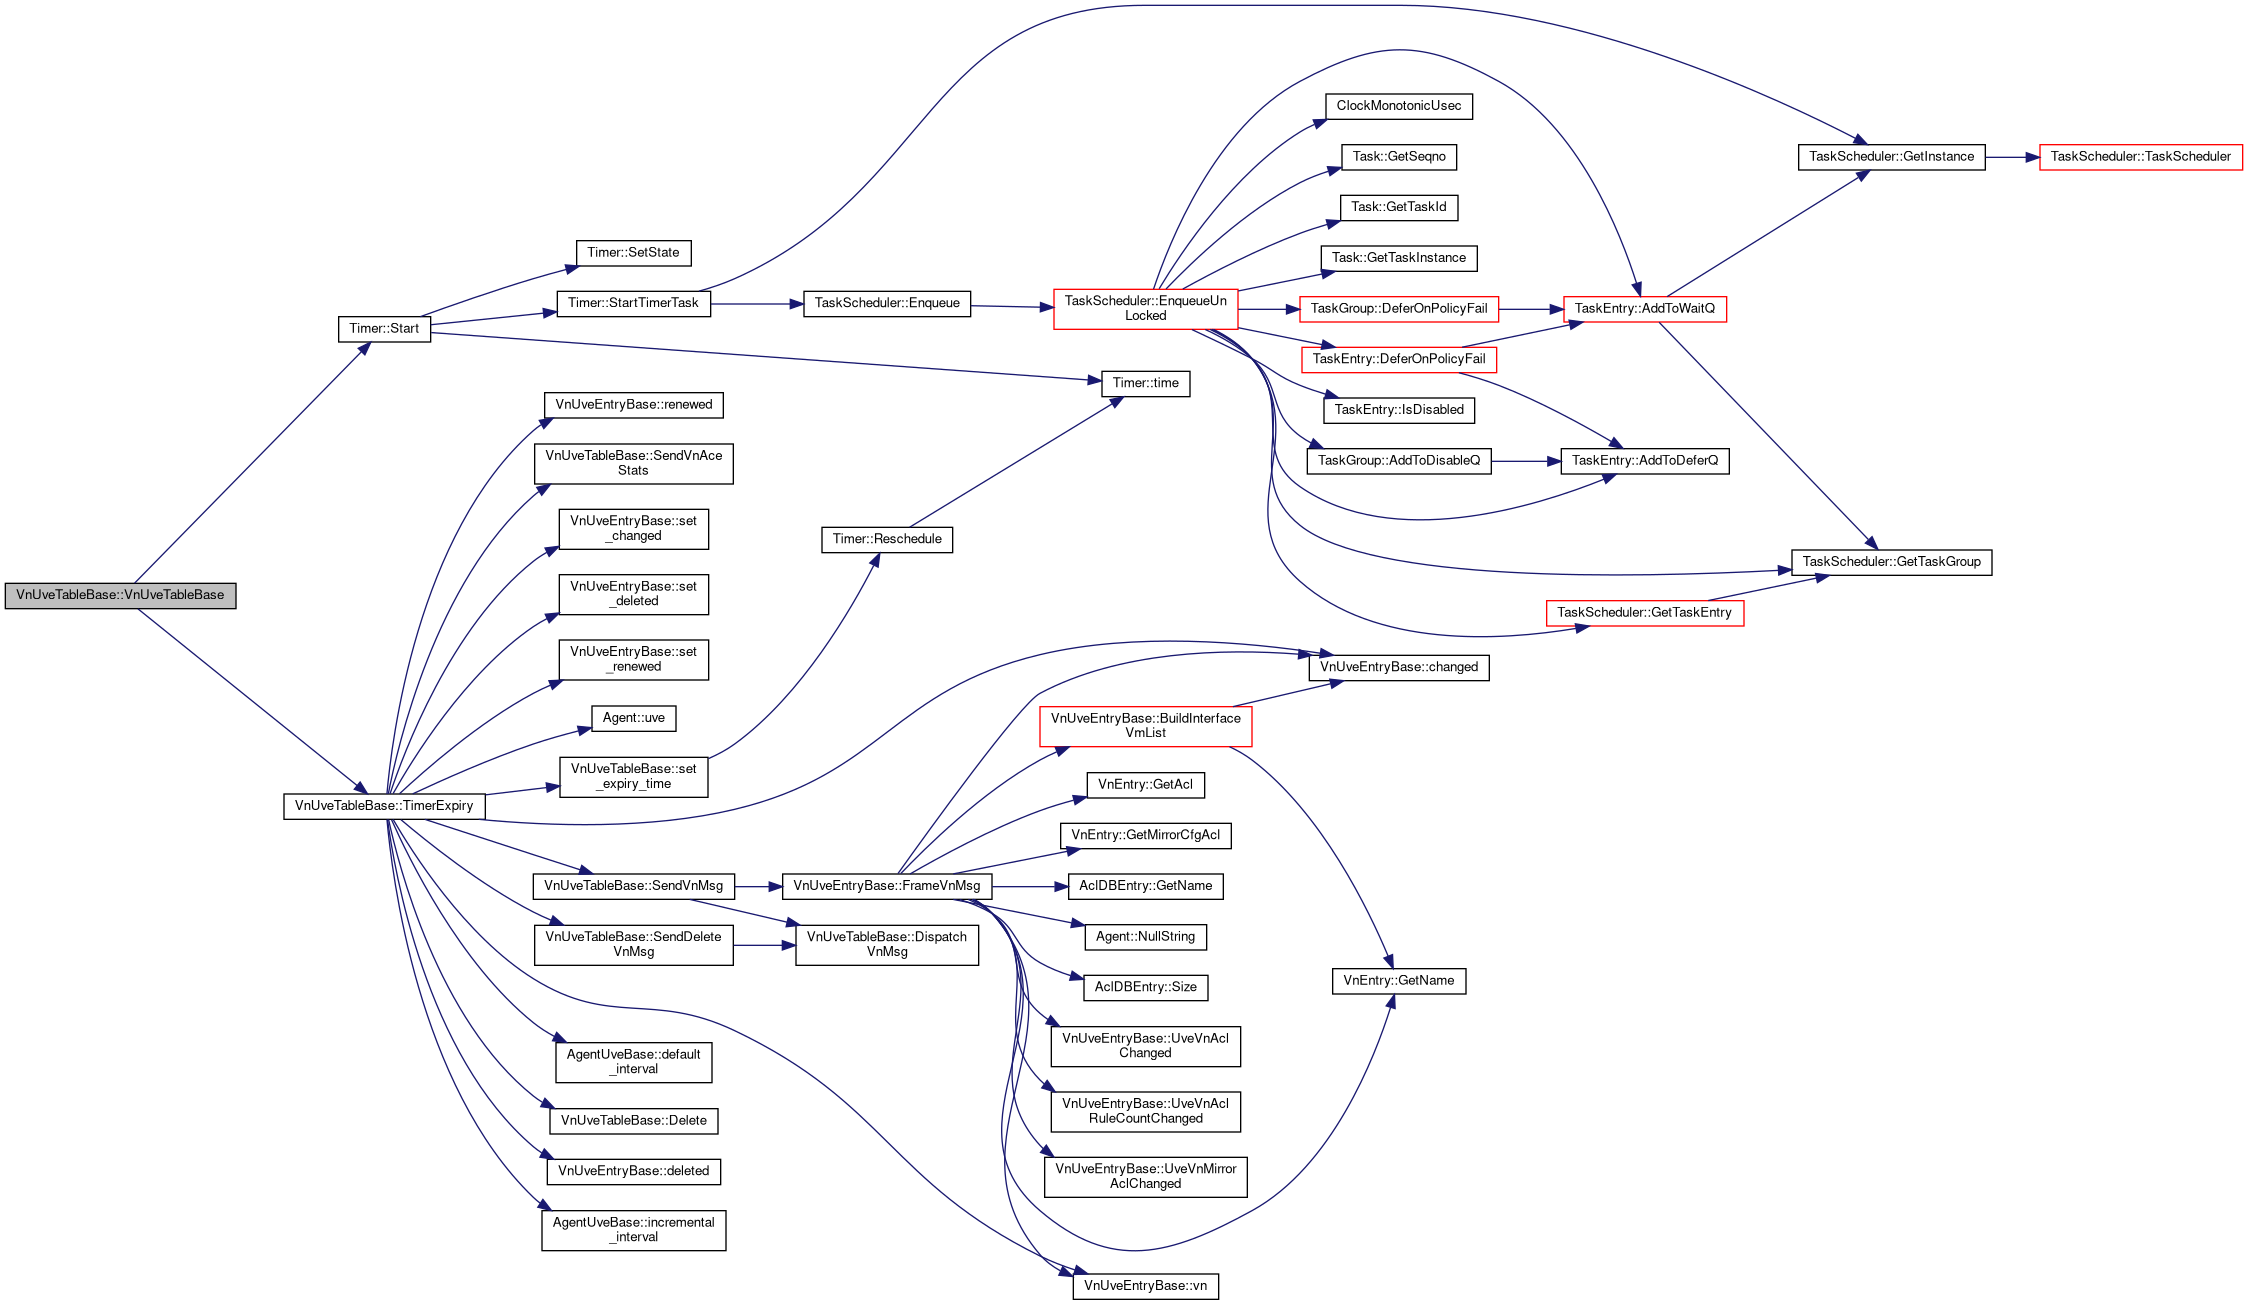 VnUveTableBase::VnUveTableBase
Timer::Start
VnUveTableBase::TimerExpiry
Timer::SetState
Timer::StartTimerTask
VnUveEntryBase::renewed
VnUveTableBase::SendVnAce
Stats
VnUveEntryBase::set
_changed
VnUveEntryBase::set
_deleted
VnUveEntryBase::set
_renewed
Agent::uve
VnUveTableBase::set
_expiry_time
VnUveTableBase::SendVnMsg
VnUveTableBase::SendDelete
VnMsg
AgentUveBase::default
_interval
VnUveTableBase::Delete
VnUveEntryBase::deleted
AgentUveBase::incremental
_interval
TaskScheduler::Enqueue
Timer::Reschedule
VnUveEntryBase::FrameVnMsg
VnUveTableBase::Dispatch
VnMsg
TaskScheduler::EnqueueUn
Locked
Timer::time
VnUveEntryBase::BuildInterface
VmList
VnEntry::GetAcl
VnEntry::GetMirrorCfgAcl
AclDBEntry::GetName
Agent::NullString
AclDBEntry::Size
VnUveEntryBase::UveVnAcl
Changed
VnUveEntryBase::UveVnAcl
RuleCountChanged
VnUveEntryBase::UveVnMirror
AclChanged
VnUveEntryBase::vn
ClockMonotonicUsec
Task::GetSeqno
Task::GetTaskId
Task::GetTaskInstance
TaskGroup::DeferOnPolicyFail
TaskEntry::DeferOnPolicyFail
TaskEntry::IsDisabled
TaskGroup::AddToDisableQ
VnUveEntryBase::changed
VnEntry::GetName
TaskEntry::AddToWaitQ
TaskEntry::AddToDeferQ
TaskScheduler::GetTaskEntry
TaskScheduler::GetInstance
TaskScheduler::GetTaskGroup
TaskScheduler::TaskScheduler